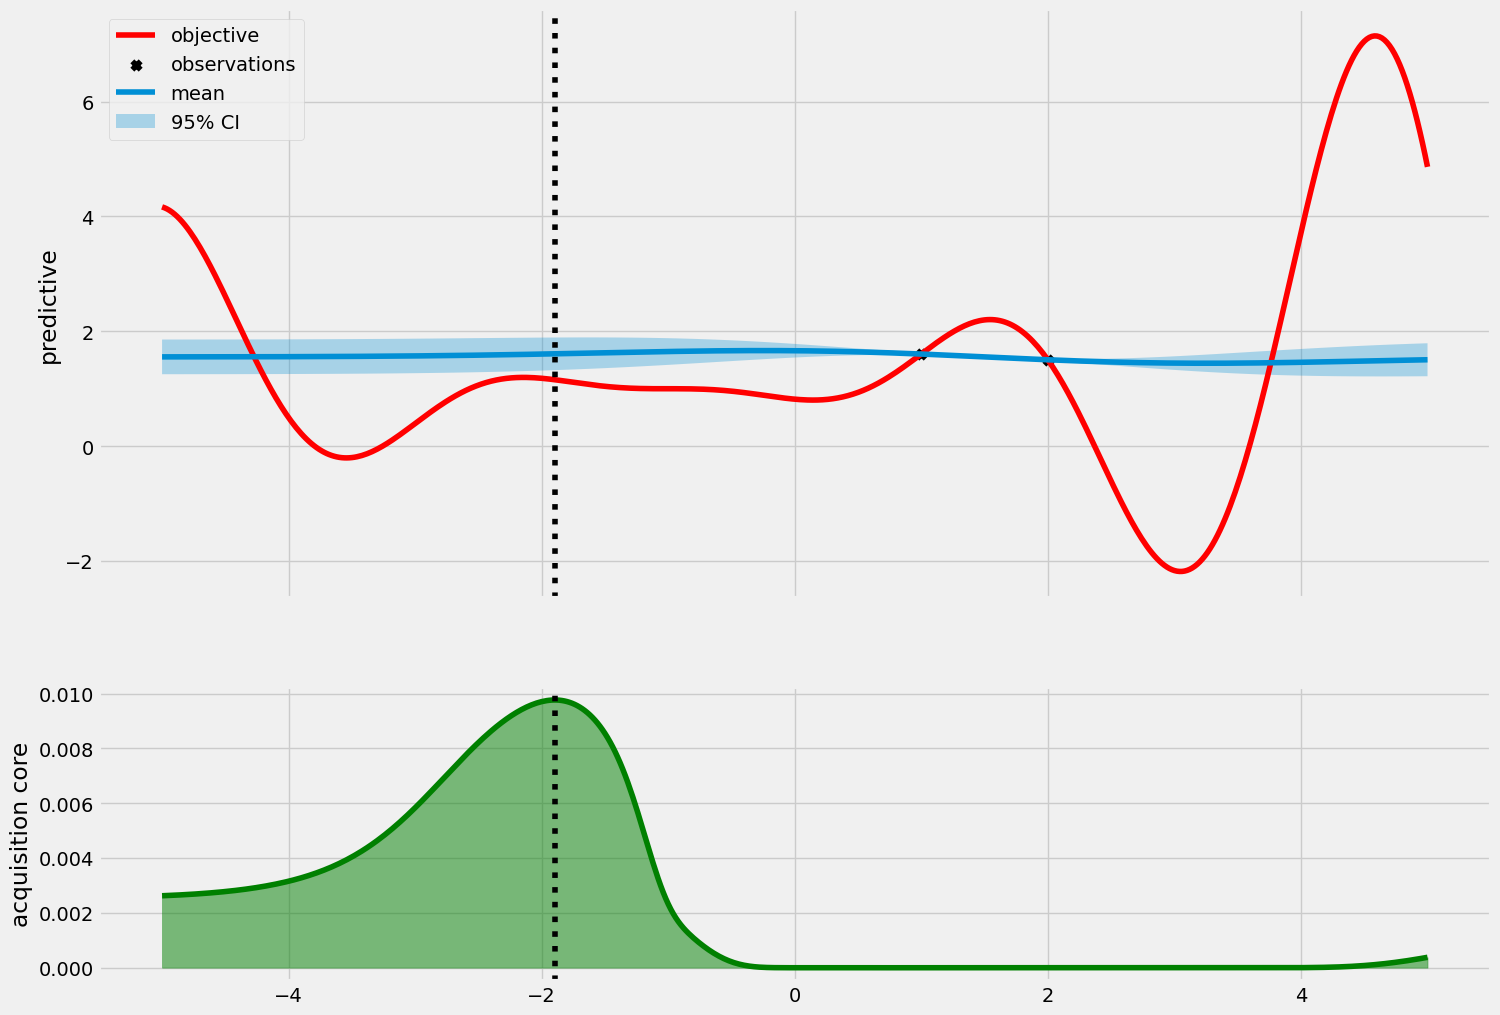 objective
observations
mean
95% CI
predictive
6
4
2
0
−2
acquisition core
0.010
0.008
0.006
0.004
0.002
0.000
−4
−2
0
2
4